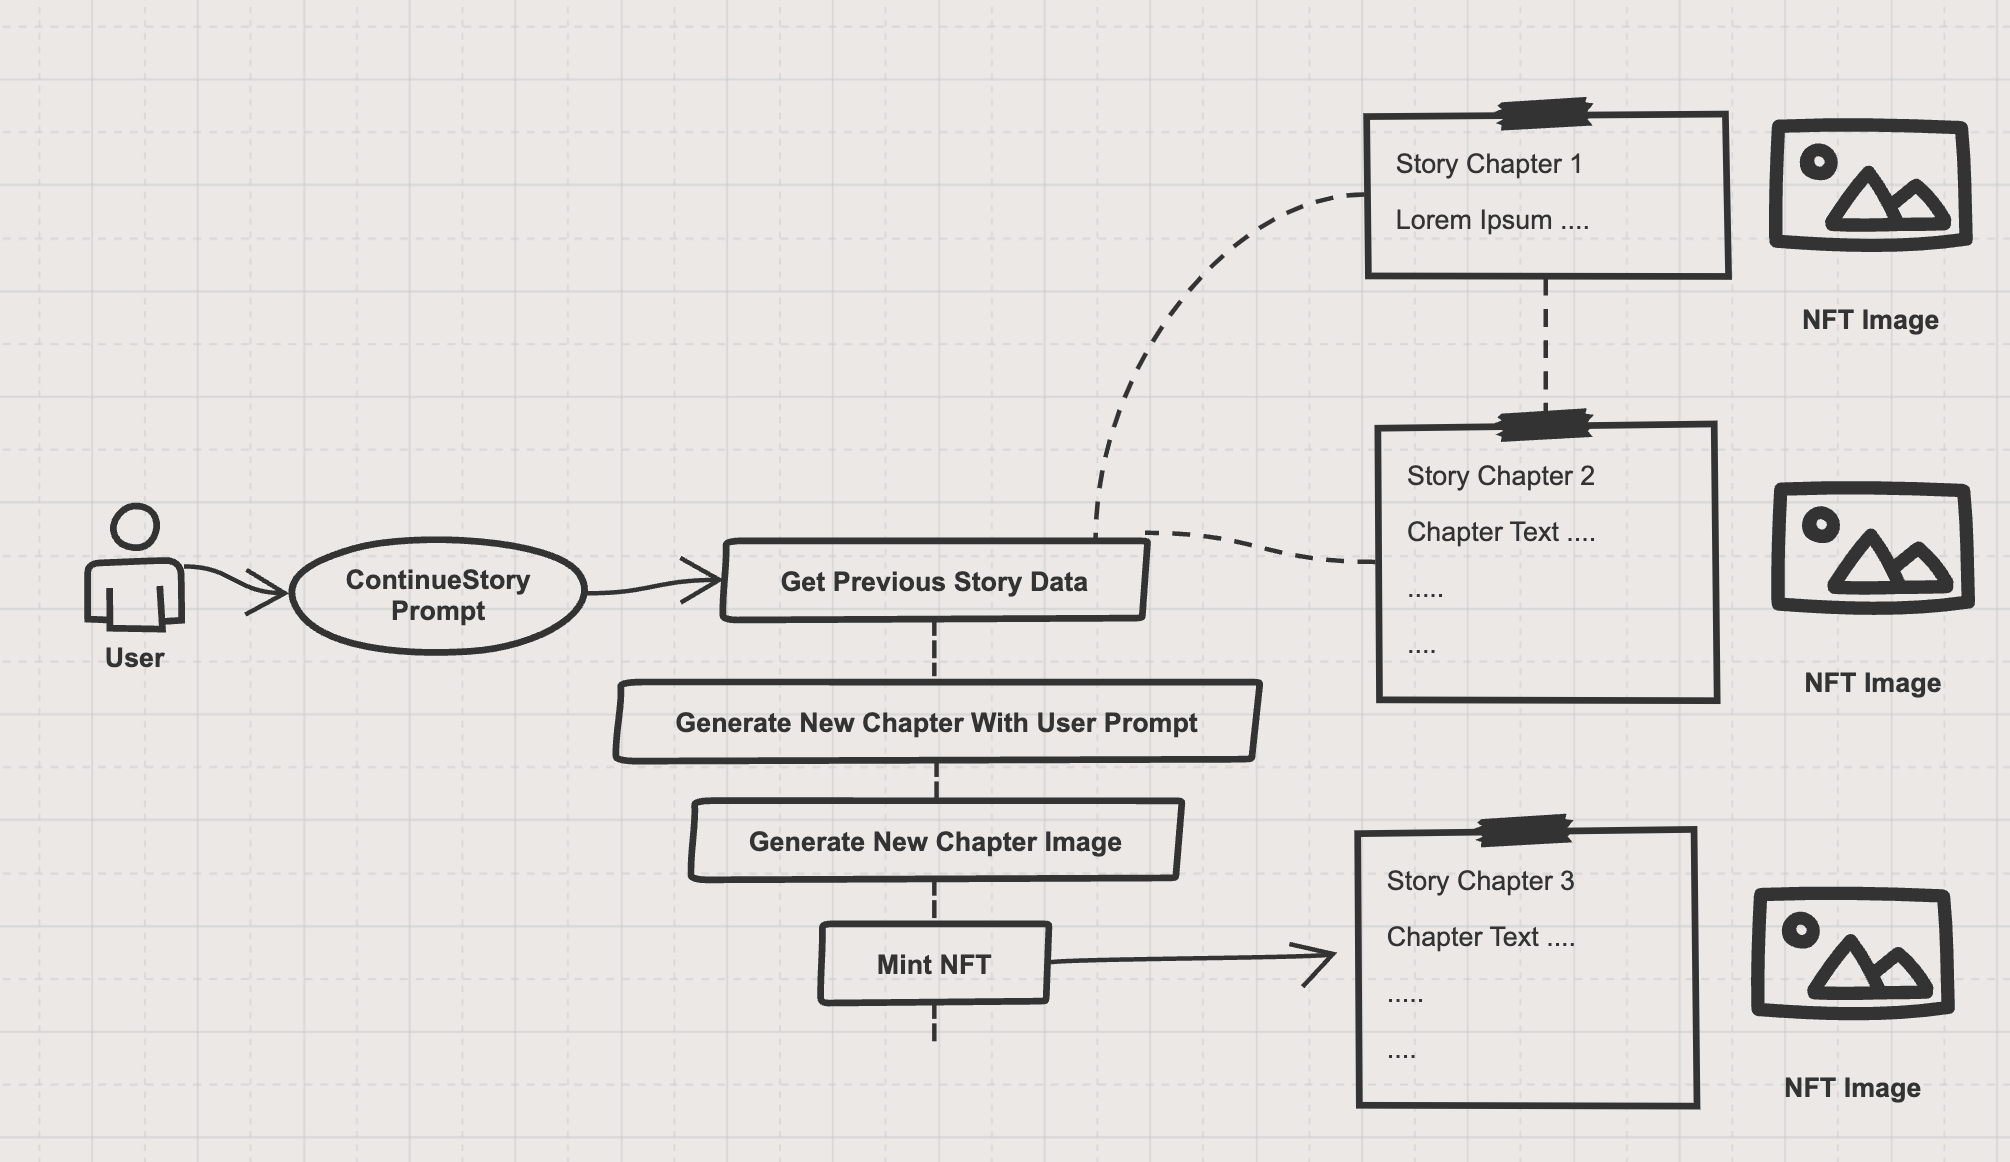 Story Chapter 1
Lorem Ipsum ....
NFT Image
Story Chapter 2
Chapter Text ....
.....
....
NFT Image
User
ContinueStory
Prompt
Get Previous Story Data
Generate New Chapter With User Prompt
Generate New Chapter Image
Mint NFT
Story Chapter 3
Chapter Text ....
.....
....
NFT Image